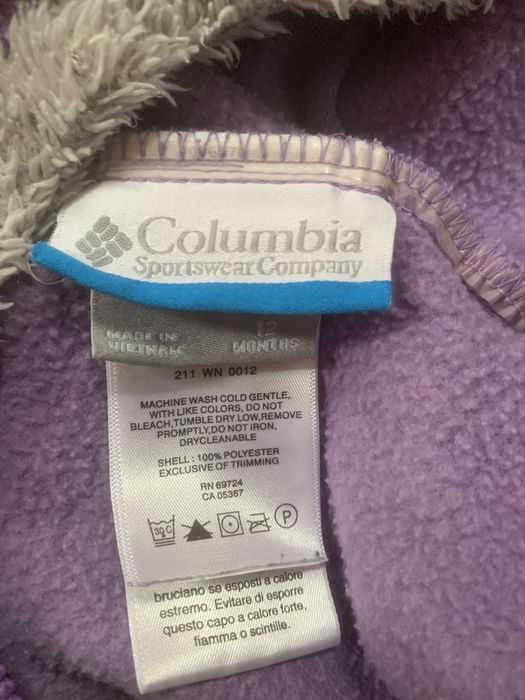 Columbia
Sportswear Company
MADE IN
VIETNAM
12
MONTHS
211 WN 0012
MACHINE WASH COLD GENTLE,
WITH LIKE COLORS, DO NOT
BLEACH,TUMBLE DRY LOW,REMOVE
PROMPTLY,DO NOT IRON,
DRYCLEANABLE
SHELL : 100% POLYESTER
EXCLUSIVE OF TRIMMING
RN 69724
CA 05367
30 C
P
bruciano se esposti a calore
estremo. Evitare di esporre
questo capo a calore forte,
fiamma o scintille.